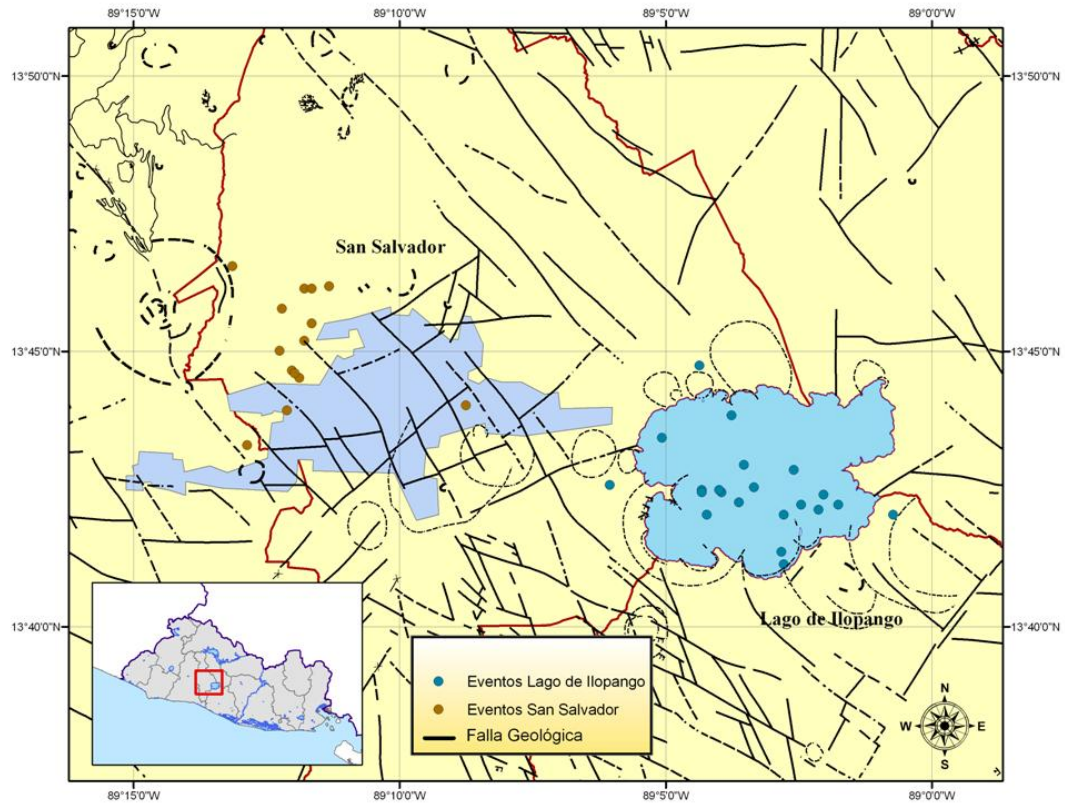 89°15'0"W 89°10'0"W 89°5'0"W 89°0'0"W
13°50'0"N 13°50'0"N
San Salvador
13°45'0"N 13°45'0"N
13°40'0"N 13°40'0"N
Lago de Ilopango
Eventos Lago de Ilopango
Eventos San Salvador
Falla Geológica
N
W E
S
89°15'0"W 89°10'0"W 89°5'0"W 89°0'0"W